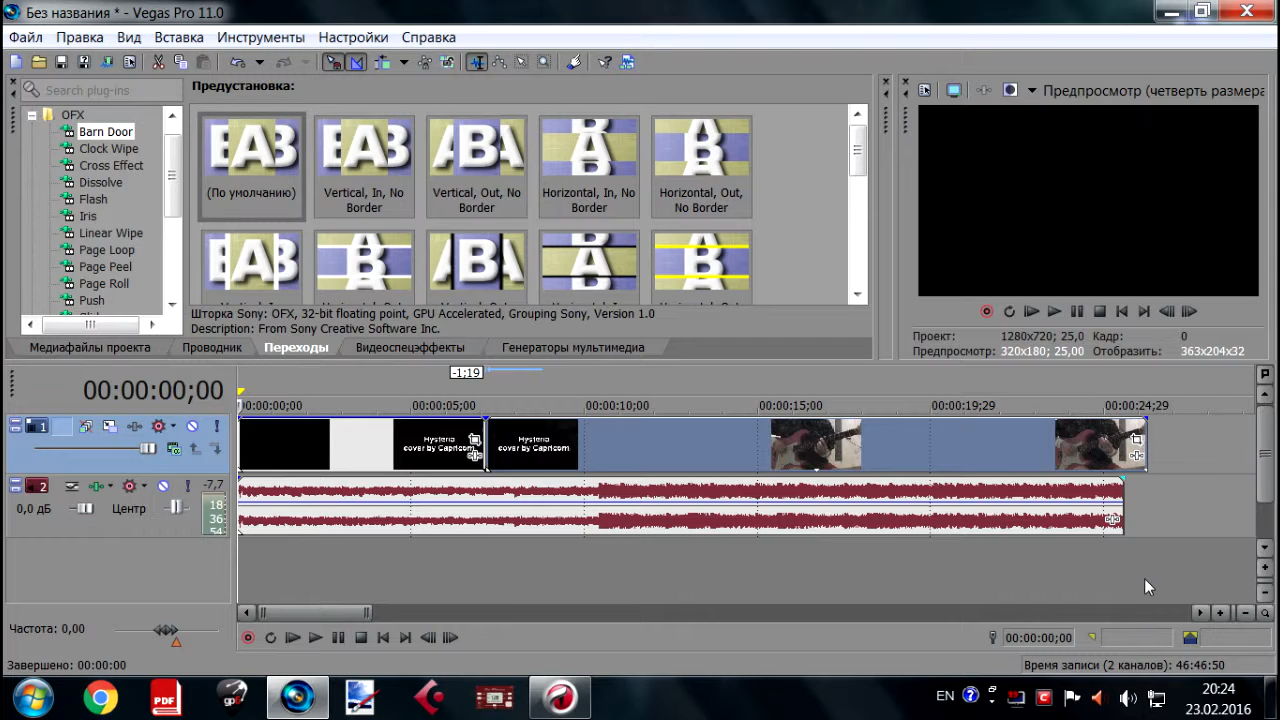 Без названия * - Vegas Pro 11.0
Файл Правка Вид Вставка Инструменты Настройки Справка
Search plug-ins
Предустановка:
OFX
Barn Door
Clock Wipe
Cross Effect
Dissolve
Flash
Iris
Linear Wipe
Page Loop
Page Peel
Page Roll
Push
(По умолчанию)
Vertical, In, No
Border
Vertical, Out, No
Border
Horizontal, In, No
Border
Horizontal, Out,
No Border
Шторка Sony: OFX, 32-bit floating point, GPU Accelerated, Grouping Sony, Version 1.0
Description: From Sony Creative Software Inc.
Медиафайлы проекта Проводник Переходы Видеоспецэффекты Генераторы мультимедиа
Предпросмотр (четверть размера
Проект: 1280x720; 25,0 Кадр: 0
Предпросмотр: 320x180; 25,00 Отобразить: 363x204x32
00:00:00;00
-1;19
00:00:00;00 00:00:05;00 00:00:10;00 00:00:15;00 00:00:19;29 00:00:24;29
1
Hysteria
cover by Capricorn
Hysteria
cover by Capricorn
2
-7,7
0,0 дБ Центр
18
36
54
Частота: 0,00
00:00:00;00
Завершено: 00:00:00
Время записи (2 каналов): 46:46:50
PDF
gp
EN
20:24
23.02.2016